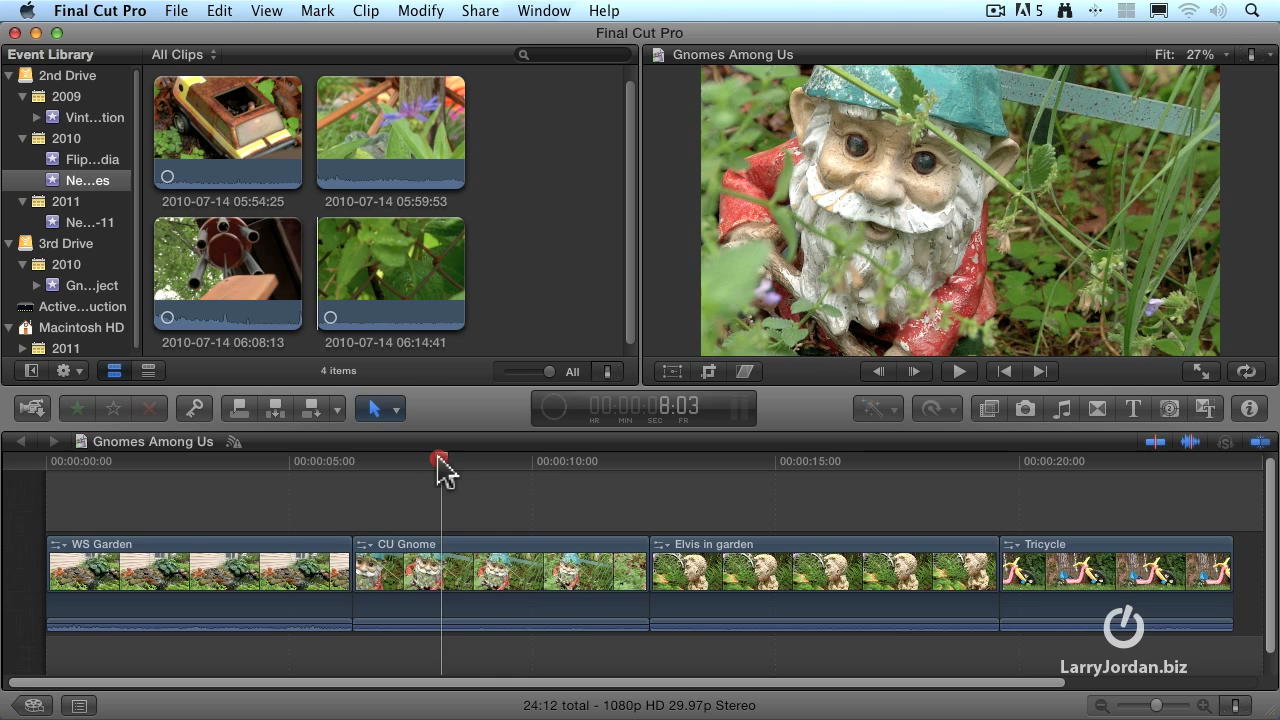 Final Cut Pro File Edit View Mark Clip Modify Share Window Help 5
Final Cut Pro
Event Library
All Clips
Gnomes Among Us
Fit: 27%
2nd Drive
2009
Vint...tion
2010
Flip...dia
Ne...es
2011
Ne...-11
3rd Drive
2010
Gn...ject
Active...uction
Macintosh HD
2011
2010-07-14 05:54:25
2010-07-14 05:59:53
2010-07-14 06:08:13
2010-07-14 06:14:41
4 items
All
00:00:08:03
HR MIN SEC FR
Gnomes Among Us
00:00:00:00
00:00:05:00
00:00:10:00
00:00:15:00
00:00:20:00
WS Garden
CU Gnome
Elvis in garden
Tricycle
LarryJordan.biz
24:12 total - 1080p HD 29.97p Stereo